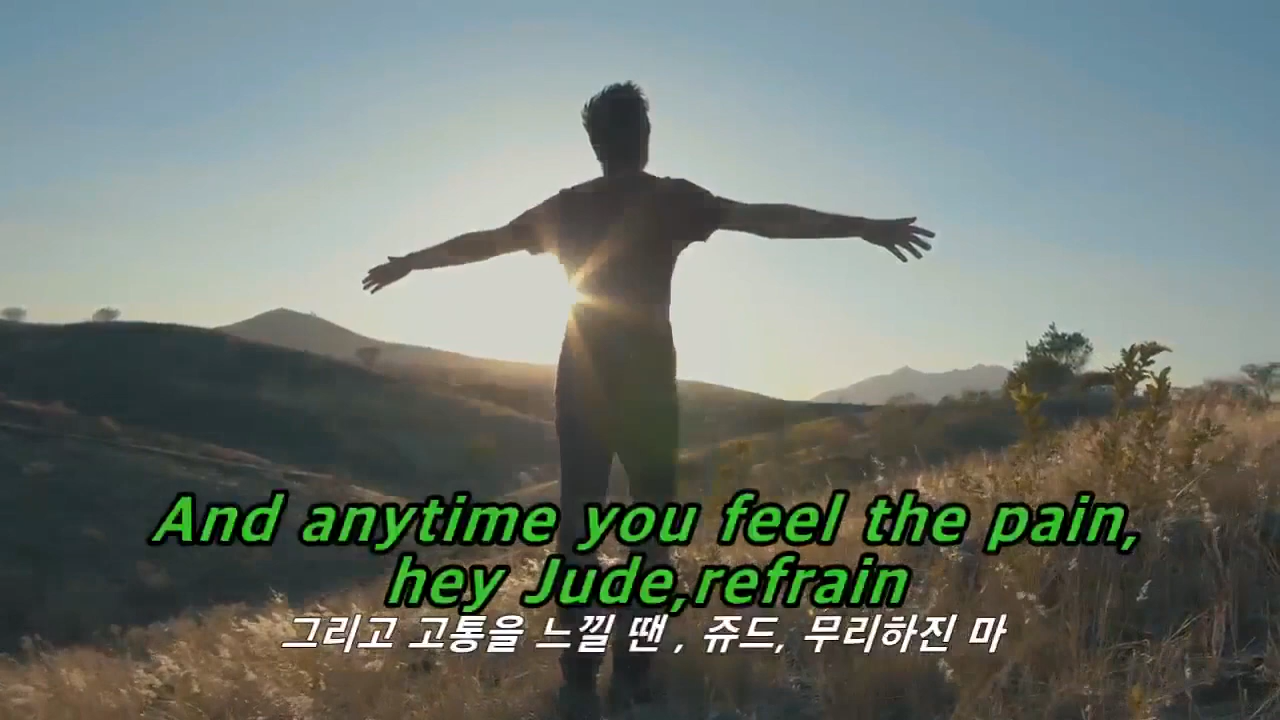 And anytime you feel the pain,
hey Jude,refrain
그리고 고통을 느낄 땐 , 쥬드, 무리하진 마